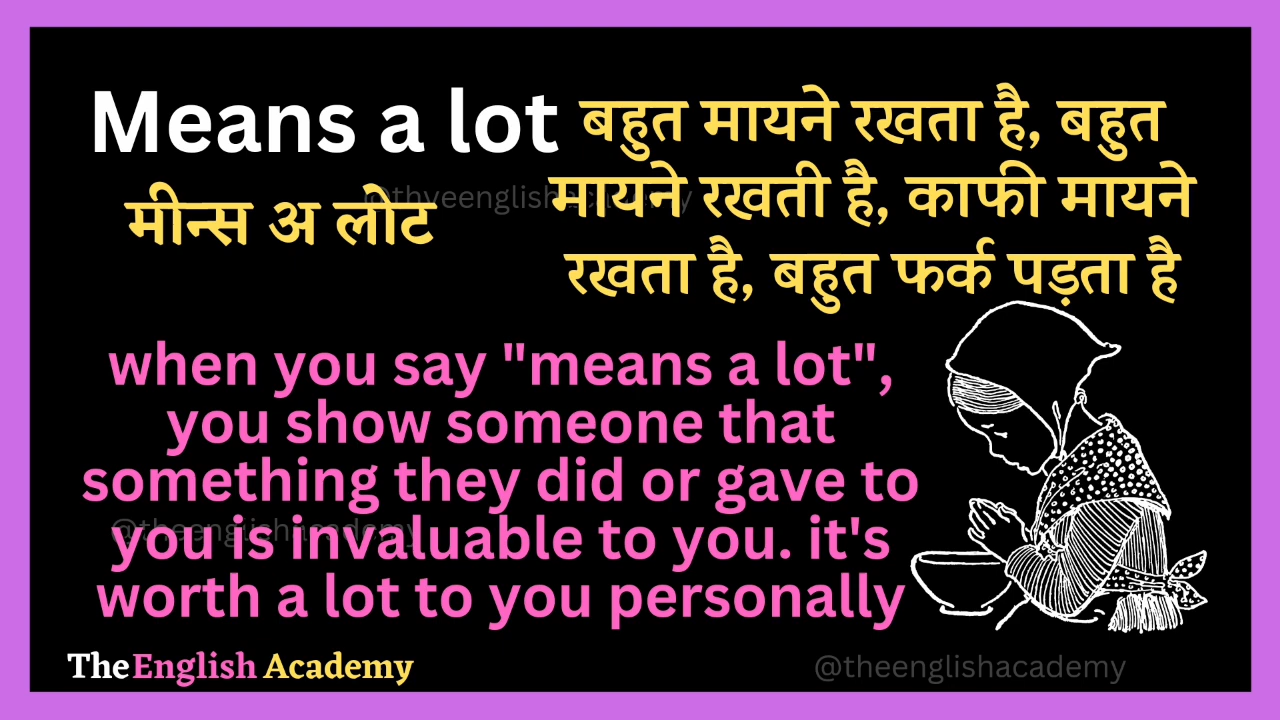 Means a lot
मीन्स अ लोट
बहुत मायने रखता है, बहुत
मायने रखती है, काफी मायने
रखता है, बहुत फर्क पड़ता है
@thyeenglishacademy
when you say "means a lot",
you show someone that
something they did or gave to
@theenglishacademy
you is invaluable to you. it's
worth a lot to you personally
TheEnglish Academy
@theenglishacademy